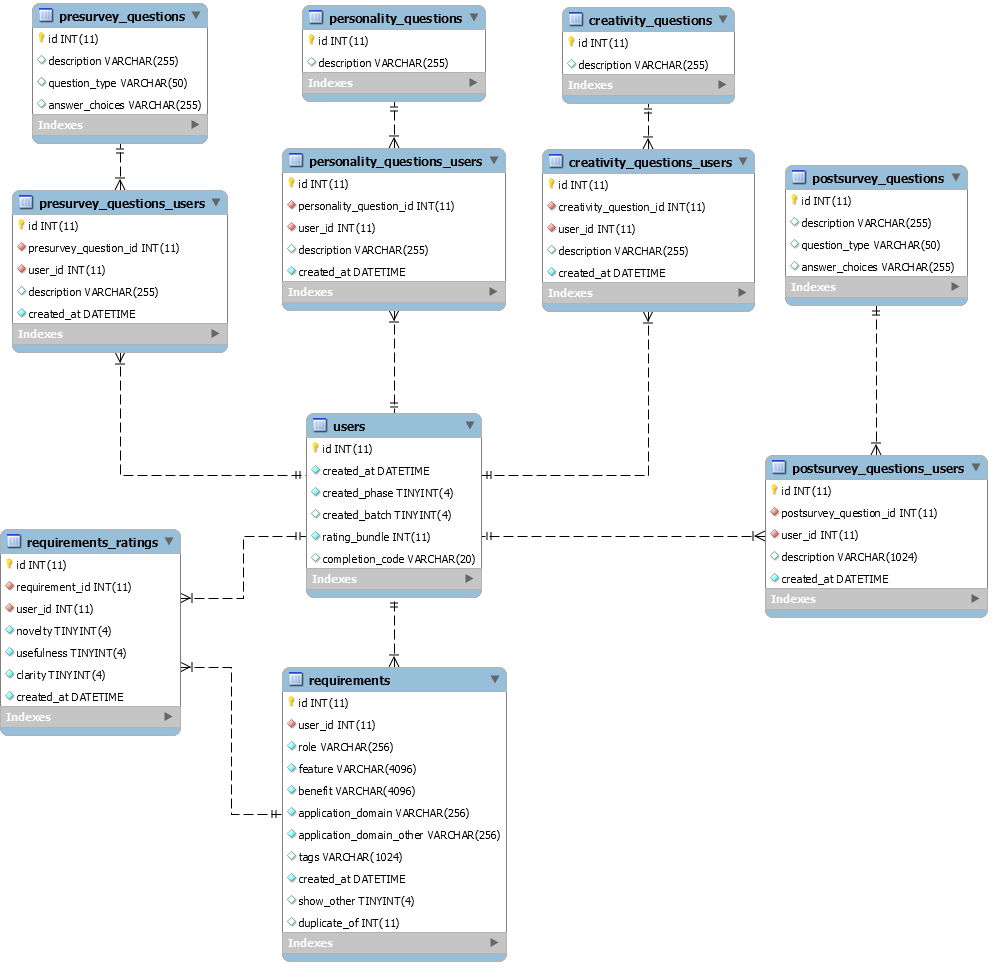 presurvey_questions
id INT(11)
description VARCHAR(255)
question_type VARCHAR(50)
answer_choices VARCHAR(255)
Indexes
personality_questions
id INT(11)
description VARCHAR(255)
Indexes
creativity_questions
id INT(11)
description VARCHAR(255)
Indexes
presurvey_questions_users
id INT(11)
presurvey_question_id INT(11)
user_id INT(11)
description VARCHAR(255)
created_at DATETIME
Indexes
personality_questions_users
id INT(11)
personality_question_id INT(11)
user_id INT(11)
description VARCHAR(255)
created_at DATETIME
Indexes
creativity_questions_users
id INT(11)
creativity_question_id INT(11)
user_id INT(11)
description VARCHAR(255)
created_at DATETIME
Indexes
postsurvey_questions
id INT(11)
description VARCHAR(255)
question_type VARCHAR(50)
answer_choices VARCHAR(255)
Indexes
users
id INT(11)
created_at DATETIME
created_phase TINYINT(4)
created_batch TINYINT(4)
rating_bundle INT(11)
completion_code VARCHAR(20)
Indexes
postsurvey_questions_users
id INT(11)
postsurvey_question_id INT(11)
user_id INT(11)
description VARCHAR(1024)
created_at DATETIME
Indexes
requirements_ratings
id INT(11)
requirement_id INT(11)
user_id INT(11)
novelty TINYINT(4)
usefulness TINYINT(4)
clarity TINYINT(4)
created_at DATETIME
Indexes
requirements
id INT(11)
user_id INT(11)
role VARCHAR(256)
feature VARCHAR(4096)
benefit VARCHAR(4096)
application_domain VARCHAR(256)
application_domain_other VARCHAR(256)
tags VARCHAR(1024)
created_at DATETIME
show_other TINYINT(4)
duplicate_of INT(11)
Indexes